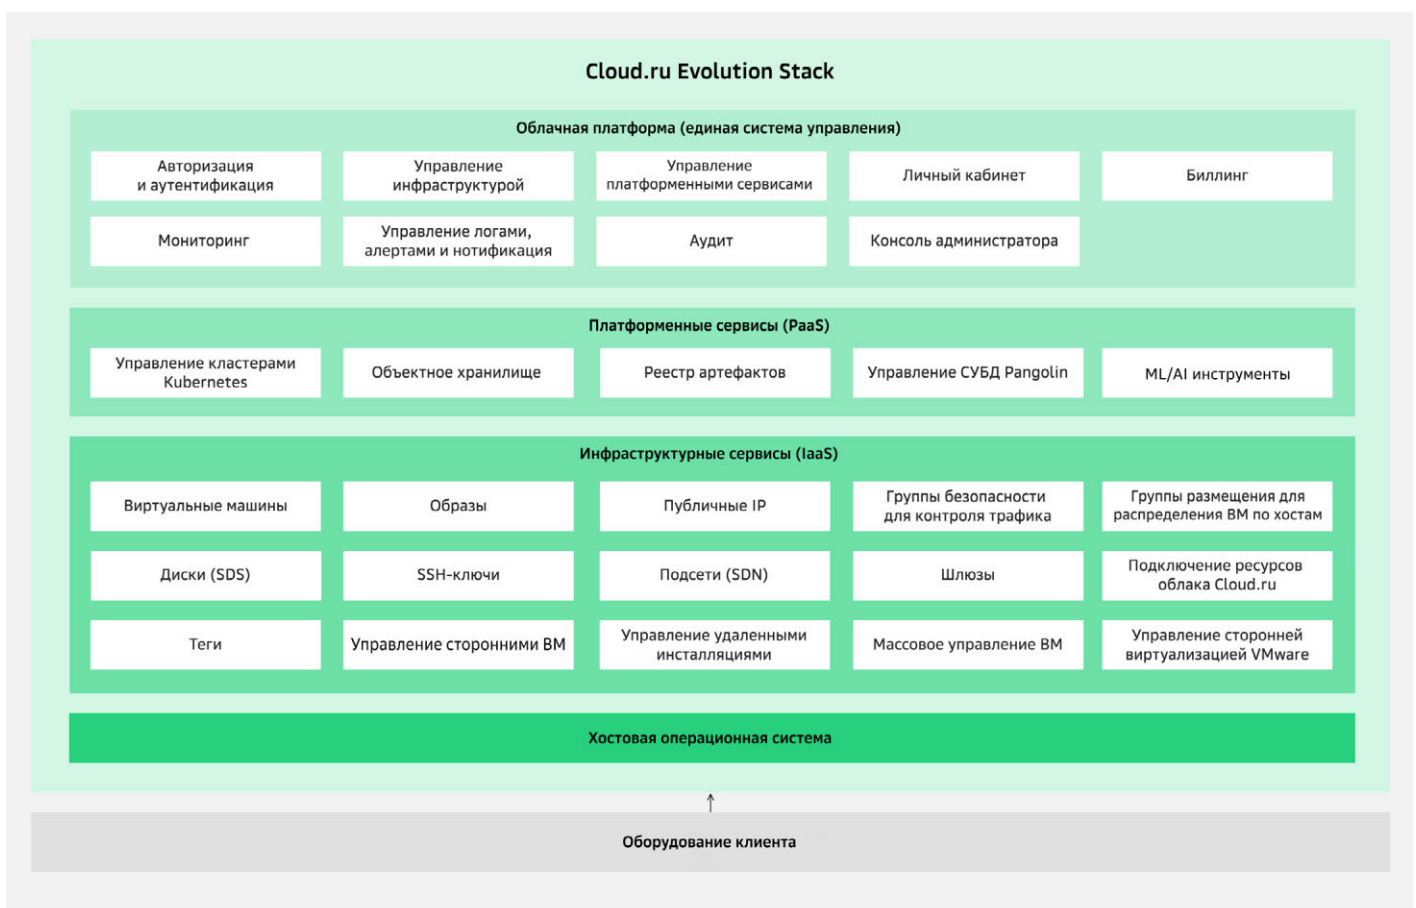 Cloud.ru Evolution Stack
Облачная платформа (единая система управления)
Авторизация
и аутентификация
Управление
инфраструктурой
Управление
платформенными сервисами
Личный кабинет
Биллинг
Мониторинг
Управление логами,
алертами и нотификация
Аудит
Консоль администратора
Платформенные сервисы (PaaS)
Управление кластерами
Kubernetes
Объектное хранилище
Реестр артефактов
Управление СУБД Pangolin
ML/AI инструменты
Инфраструктурные сервисы (IaaS)
Виртуальные машины
Образы
Публичные IP
Группы безопасности
для контроля трафика
Группы размещения для
распределения ВМ по хостам
Диски (SDS)
SSH-ключи
Подсети (SDN)
Шлюзы
Подключение ресурсов
облака Cloud.ru
Теги
Управление сторонними ВМ
Управление удаленными
инсталляциями
Массовое управление ВМ
Управление сторонней
виртуализацией VMware
Хостовая операционная система
Оборудование клиента